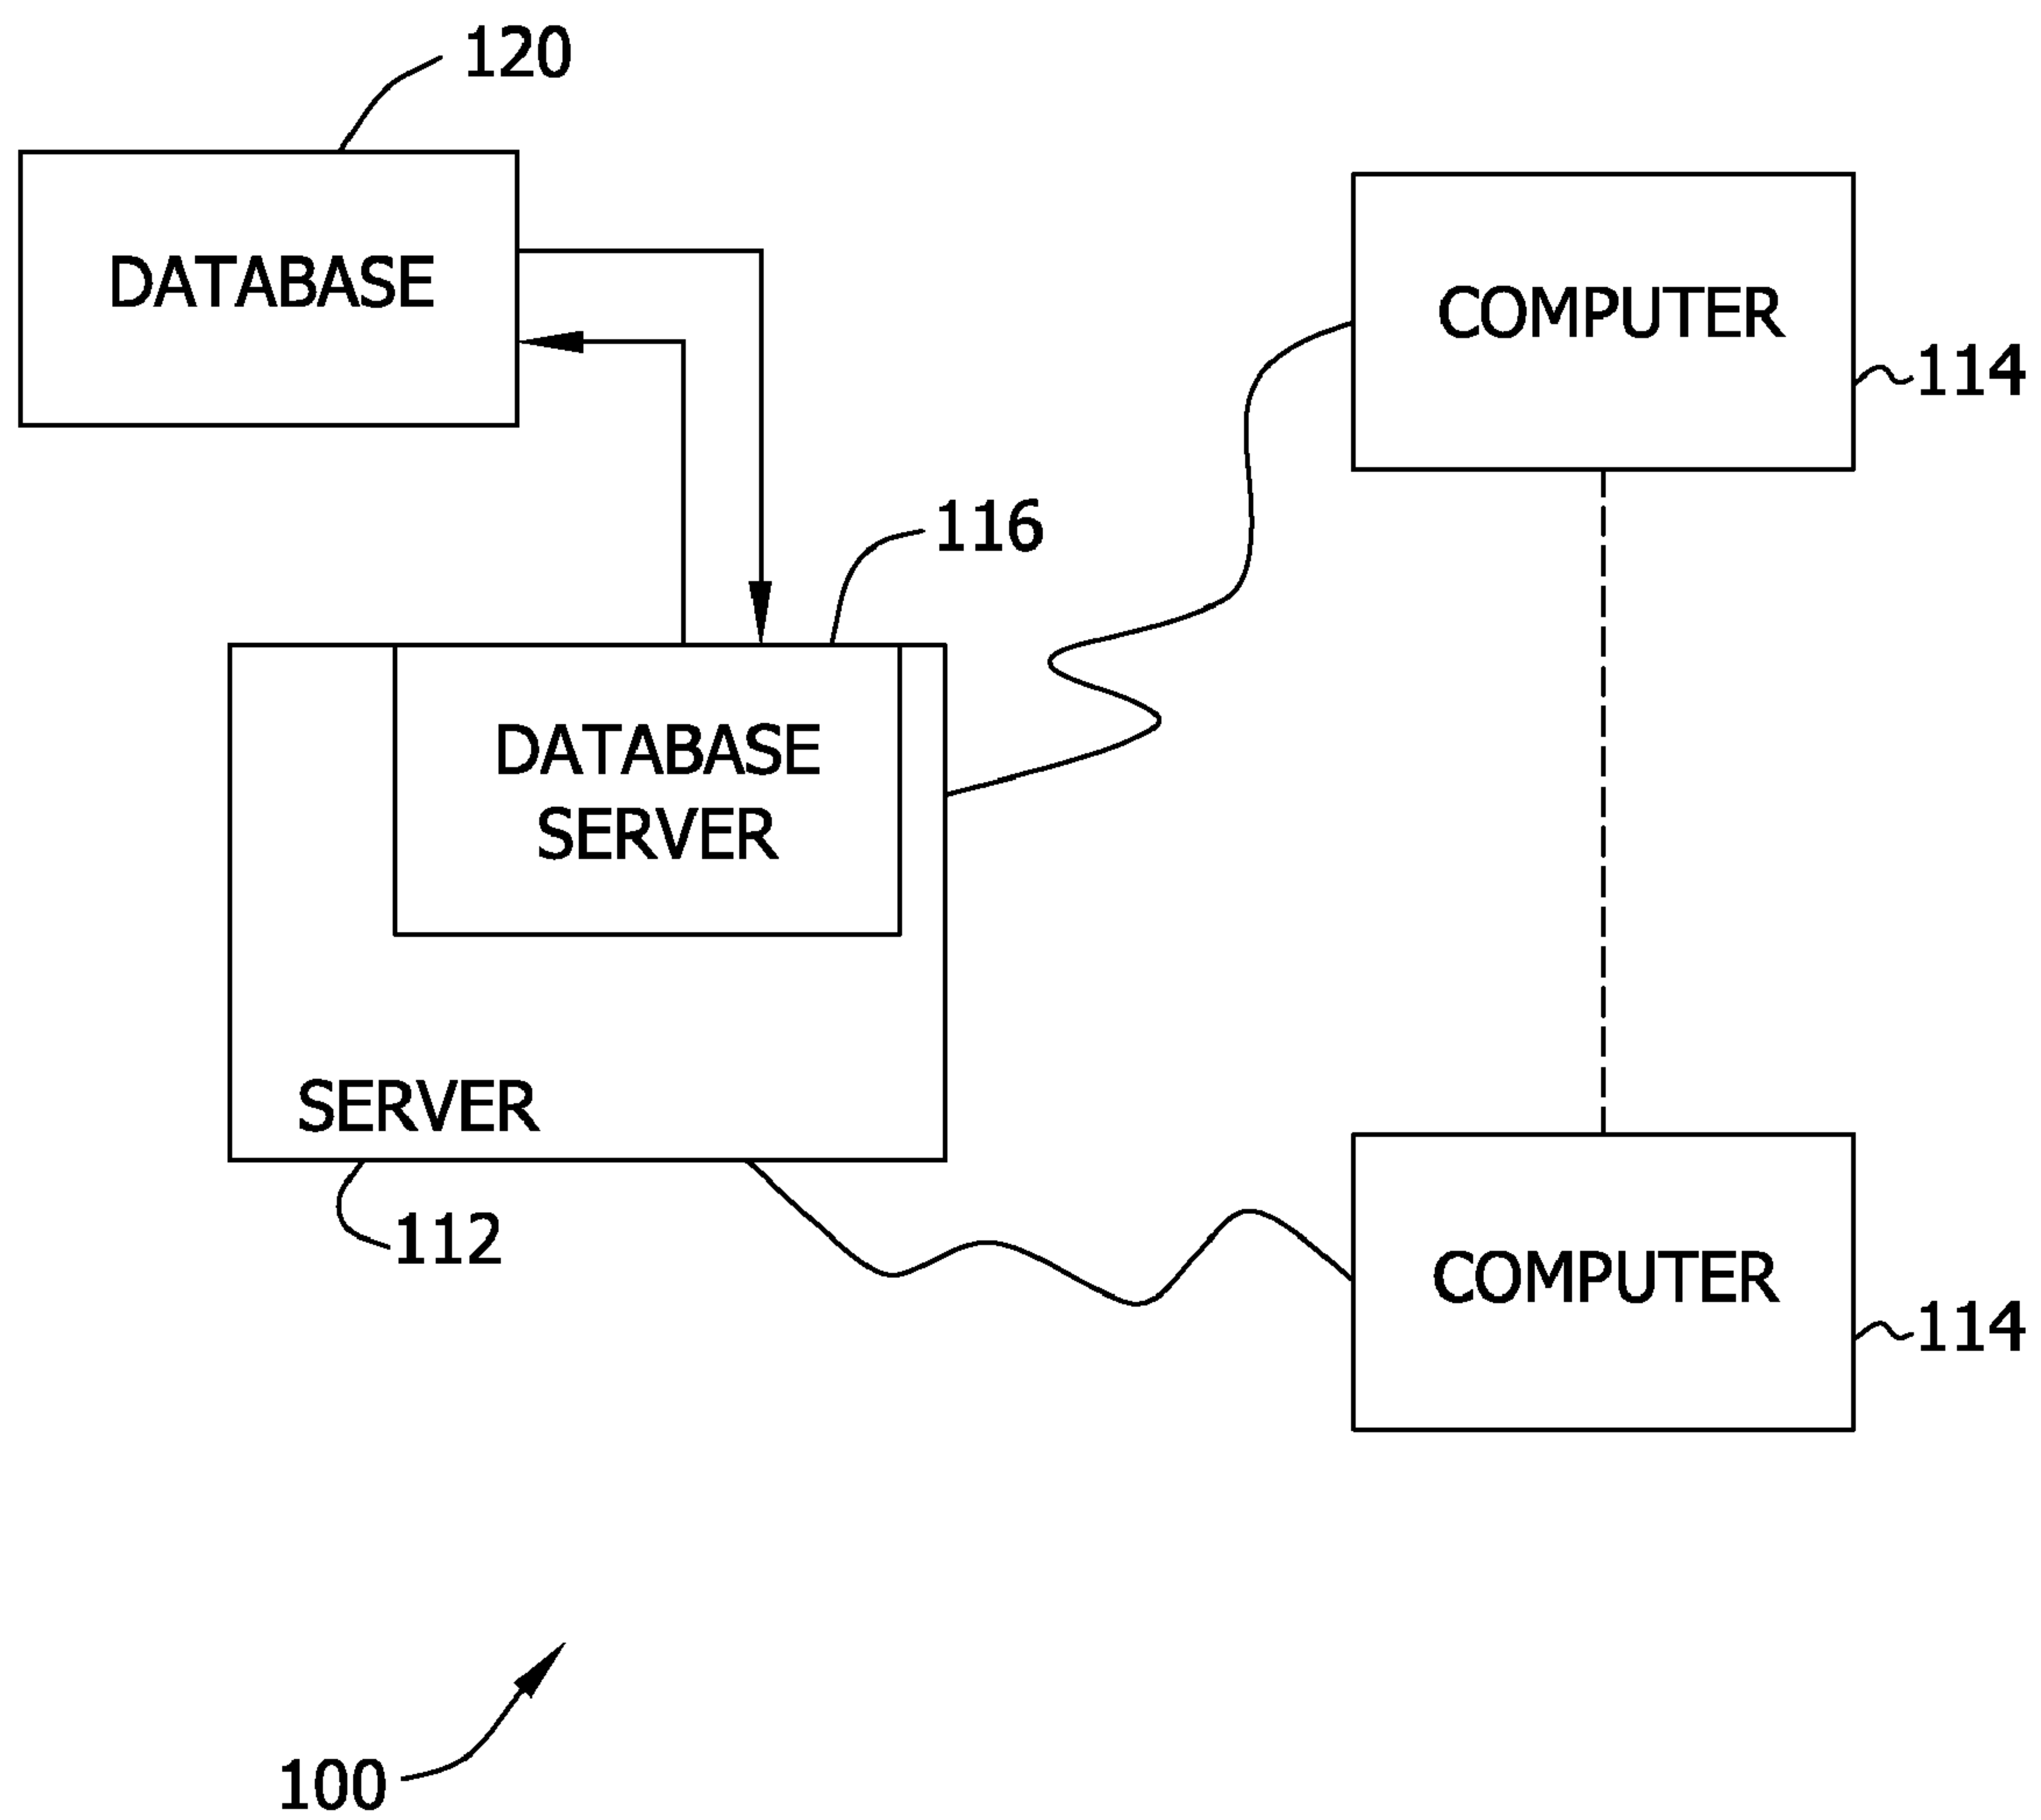 120
DATABASE
COMPUTER
114
116
DATABASE
SERVER
SERVER
112
COMPUTER
114
100